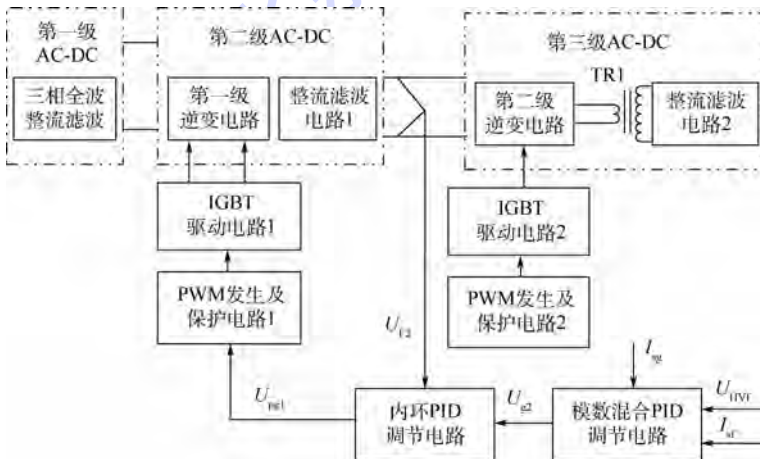 第一级
AC-DC
三相全波
整流滤波
第二级AC-DC
第一级
逆变电路
整流滤波
电路1
第三级AC-DC
第二级
逆变电路
TR1
整流滤波
电路2
IGBT
驱动电路1
IGBT
驱动电路2
PWM发生及
保护电路1
PWM发生及
保护电路2
内环PID
调节电路
U_g2
模数混合PID
调节电路